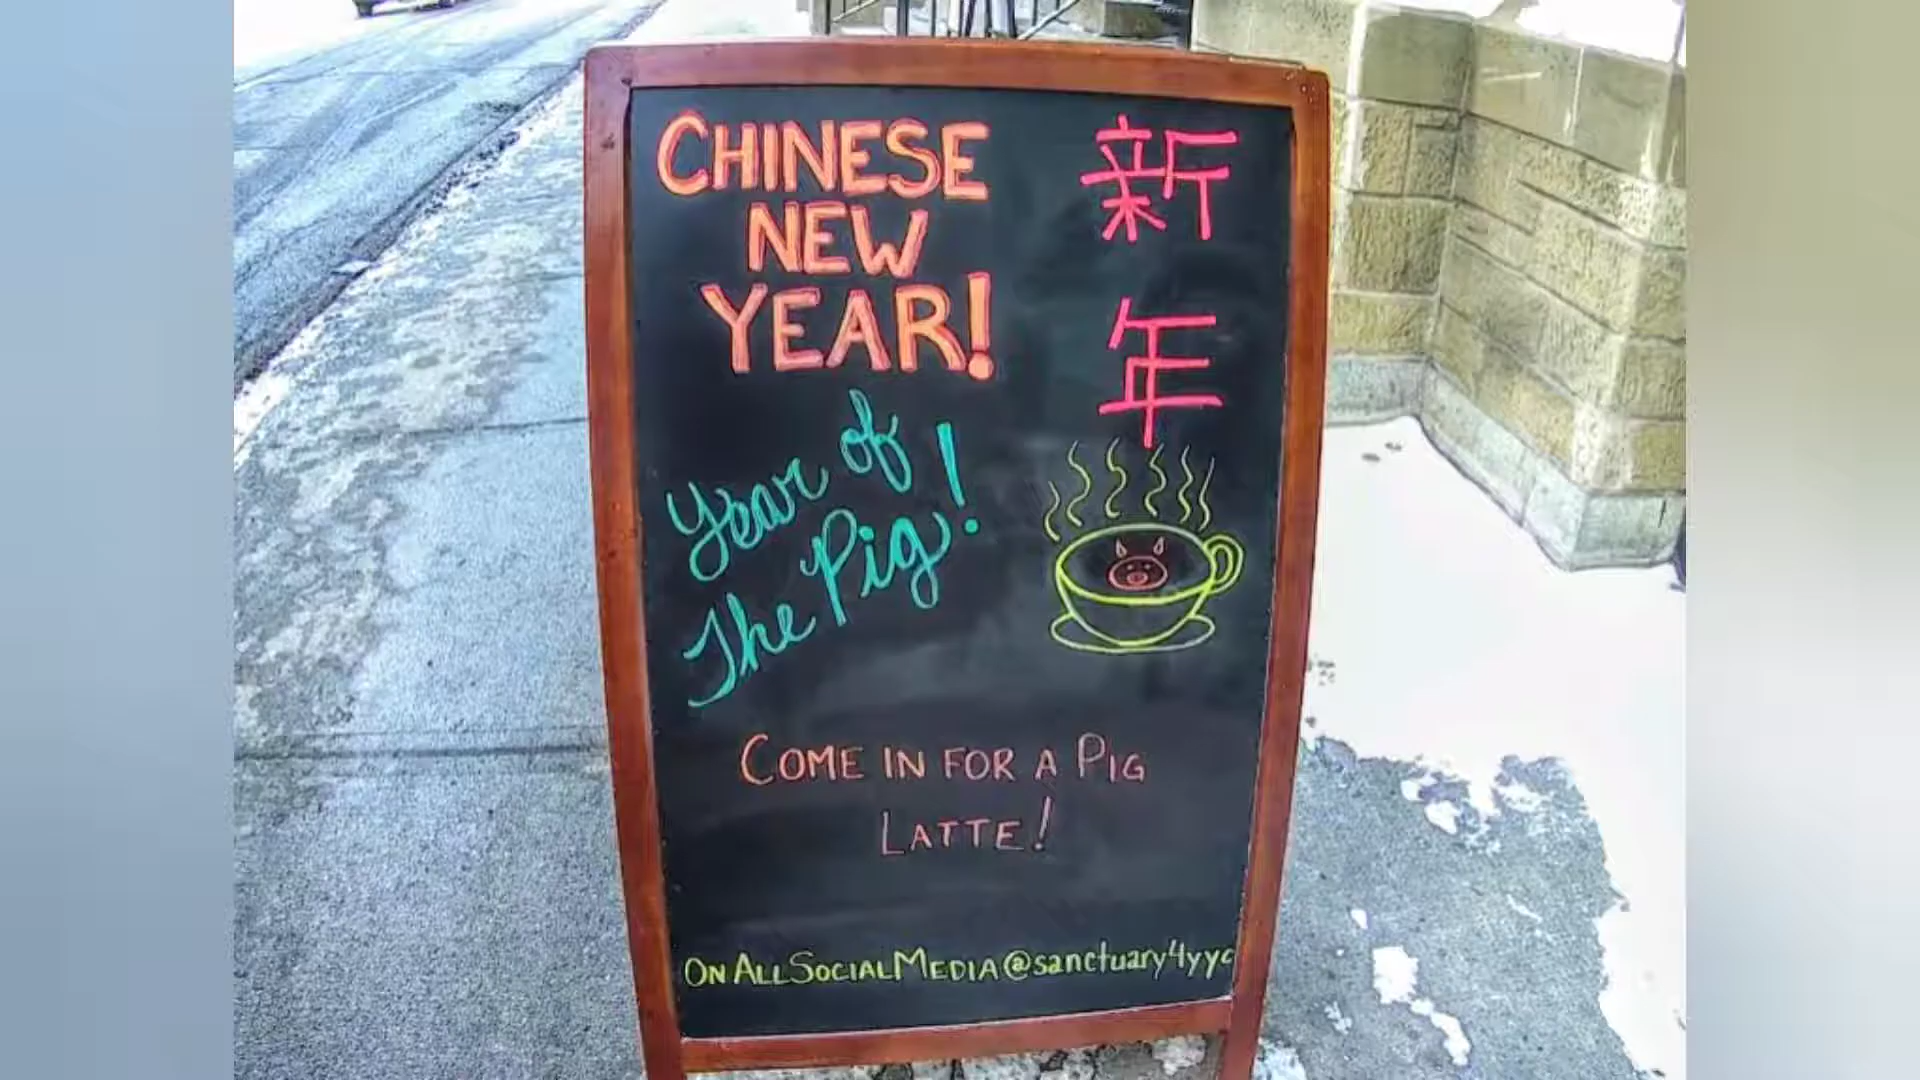 CHINESE
NEW
YEAR!
新
年
Year of
The Pig!
COME IN FOR A PIG
LATTE!
ON ALL SOCIAL MEDIA @sanctuary4yyc